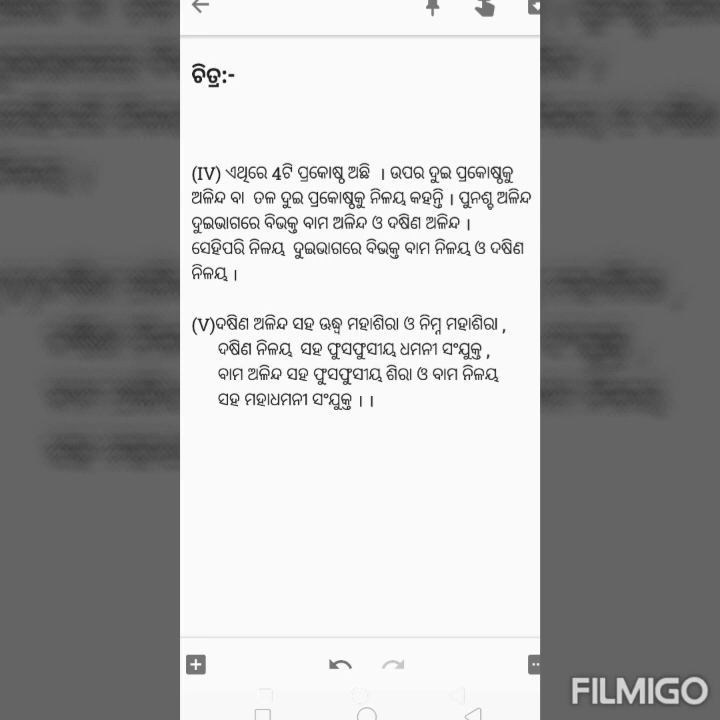 ଚିତ୍ର:-
(IV) ଏଥିରେ 4ଟି ପ୍ରକୋଷ୍ଠ ଅଛି । ଉପର ଦୁଇ ପ୍ରକୋଷ୍ଠକୁ
ଅଳିନ୍ଦ ବା ତଳ ଦୁଇ ପ୍ରକୋଷ୍ଠକୁ ନିଳୟ କହନ୍ତି । ପୁନଶ୍ଚ ଅଳିନ୍ଦ
ଦୁଇଭାଗରେ ବିଭକ୍ତ ବାମ ଅଳିନ୍ଦ ଓ ଦକ୍ଷିଣ ଅଳିନ୍ଦ ।
ସେହିପରି ନିଳୟ ଦୁଇଭାଗରେ ବିଭକ୍ତ ବାମ ନିଳୟ ଓ ଦକ୍ଷିଣ
ନିଳୟ ।
(V)ଦକ୍ଷିଣ ଅଳିନ୍ଦ ସହ ଊଦ୍ଧ୍ଵ ମହାଶିରା ଓ ନିମ୍ନ ମହାଶିରା ,
ଦକ୍ଷିଣ ନିଳୟ ସହ ଫୁସଫୁସୀୟ ଧମନୀ ସଂଯୁକ୍ତ ,
ବାମ ଅଳିନ୍ଦ ସହ ଫୁସଫୁସୀୟ ଶିରା ଓ ବାମ ନିଳୟ
ସହ ମହାଧମନୀ ସଂଯୁକ୍ତ । ।
FILMIGO